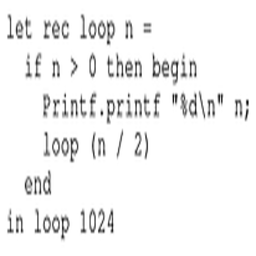 let rec loop n =
  if n > 0 then begin
    Printf.printf "%d\n" n;
    loop (n / 2)
  end
in loop 1024